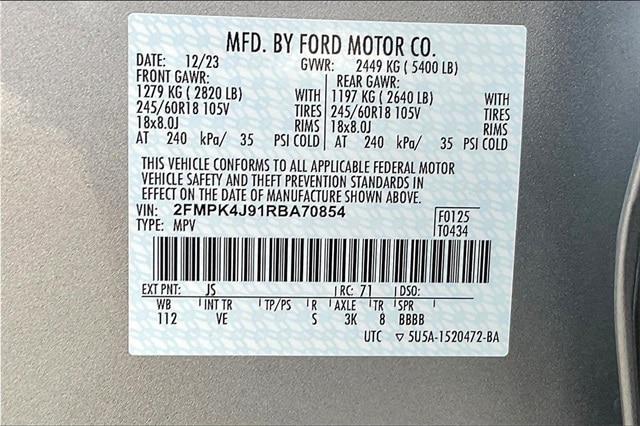 MFD. BY FORD MOTOR CO.
DATE: 12/23 GVWR: 2449 KG ( 5400 LB)
FRONT GAWR: REAR GAWR:
1279 KG ( 2820 LB) WITH 1197 KG ( 2640 LB) WITH
245/60R18 105V TIRES 245/60R18 105V TIRES
18x8.0J RIMS 18x8.0J RIMS
AT 240 kPa/ 35 PSI COLD AT 240 kPa/ 35 PSI COLD
THIS VEHICLE CONFORMS TO ALL APPLICABLE FEDERAL MOTOR
VEHICLE SAFETY AND THEFT PREVENTION STANDARDS IN
EFFECT ON THE DATE OF MANUFACTURE SHOWN ABOVE.
VIN: 2FMPK4J91RBA70854 F0125
TYPE: MPV T0434
EXT PNT: JS RC: 71 DSO:
WB INT TR TP/PS R AXLE TR SPR
112 VE S 3K 8 BBBB
UTC 5U5A-1520472-BA